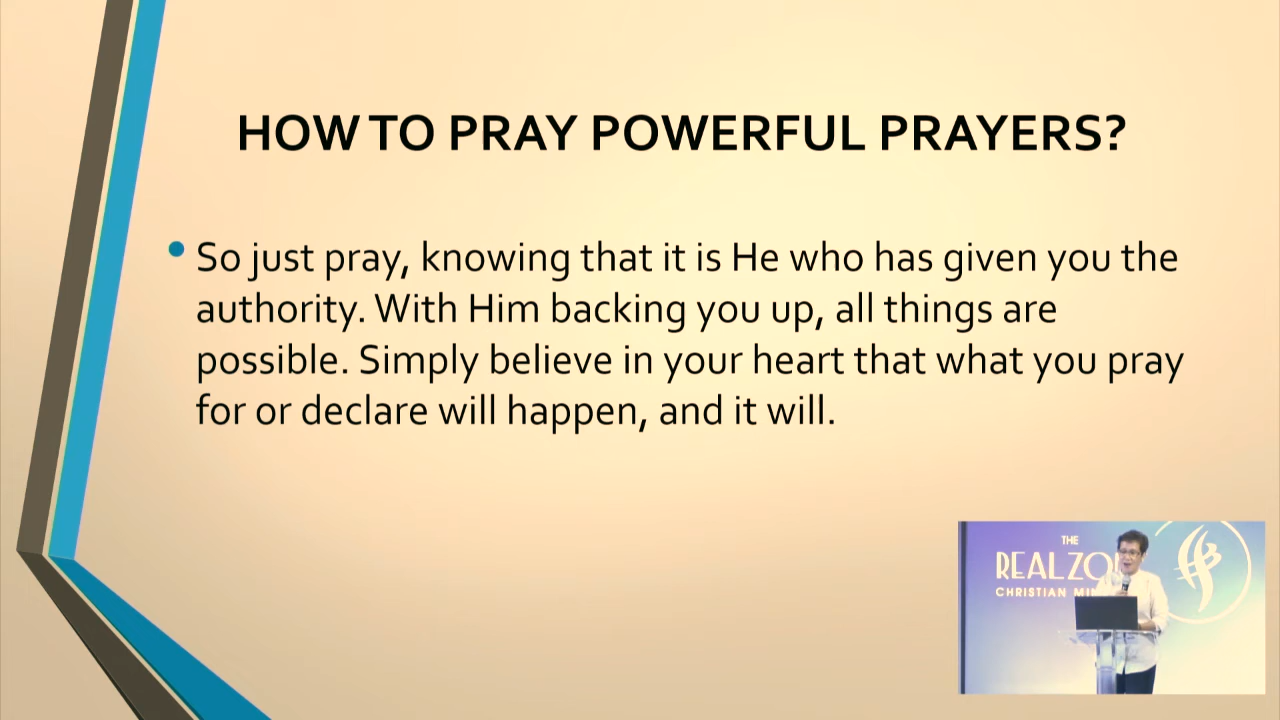 HOW TO PRAY POWERFUL PRAYERS?
So just pray, knowing that it is He who has given you the
authority. With Him backing you up, all things are
possible. Simply believe in your heart that what you pray
for or declare will happen, and it will.
THE
CHRISTIAN